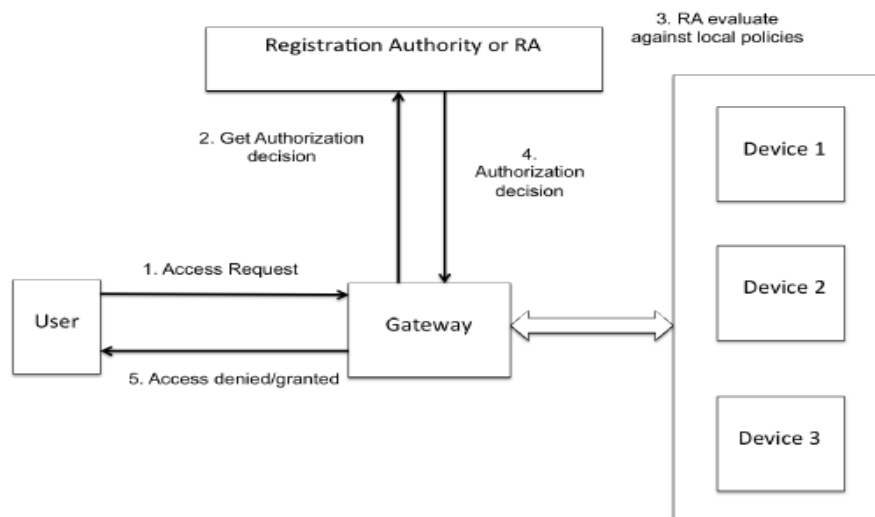 3. RA evaluate
against local policies
Registration Authority or RA
2. Get Authorization
decision
4.
Authorization
decision
Device 1
1. Access Request
Device 2
User
Gateway
5. Access denied/granted
Device 3